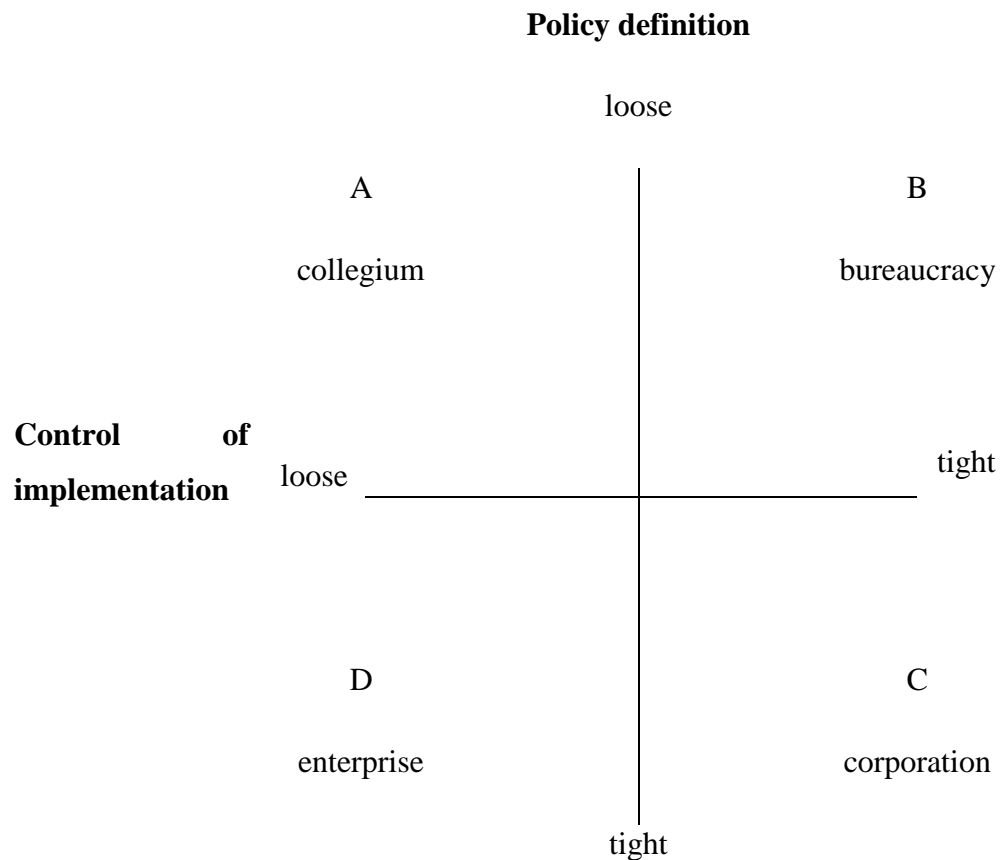 Policy definition
loose
A
B
collegium
bureaucracy
Control of
implementation
loose
tight
D
C
enterprise
corporation
tight